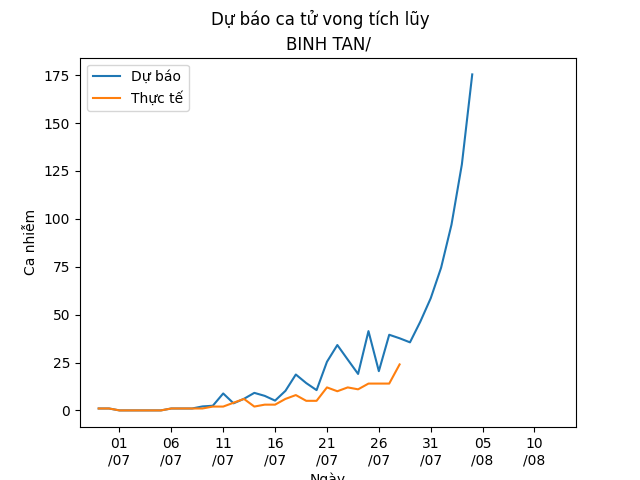 Dự báo ca tử vong tích lũy
BINH TAN/
Dự báo
Thực tế
175
150
125
100
75
50
25
0
Ca nhiễm
01 06 11 16 21 26 31 05 10
/07 /07 /07 /07 /07 /07 /07 /08 /08
Ngày